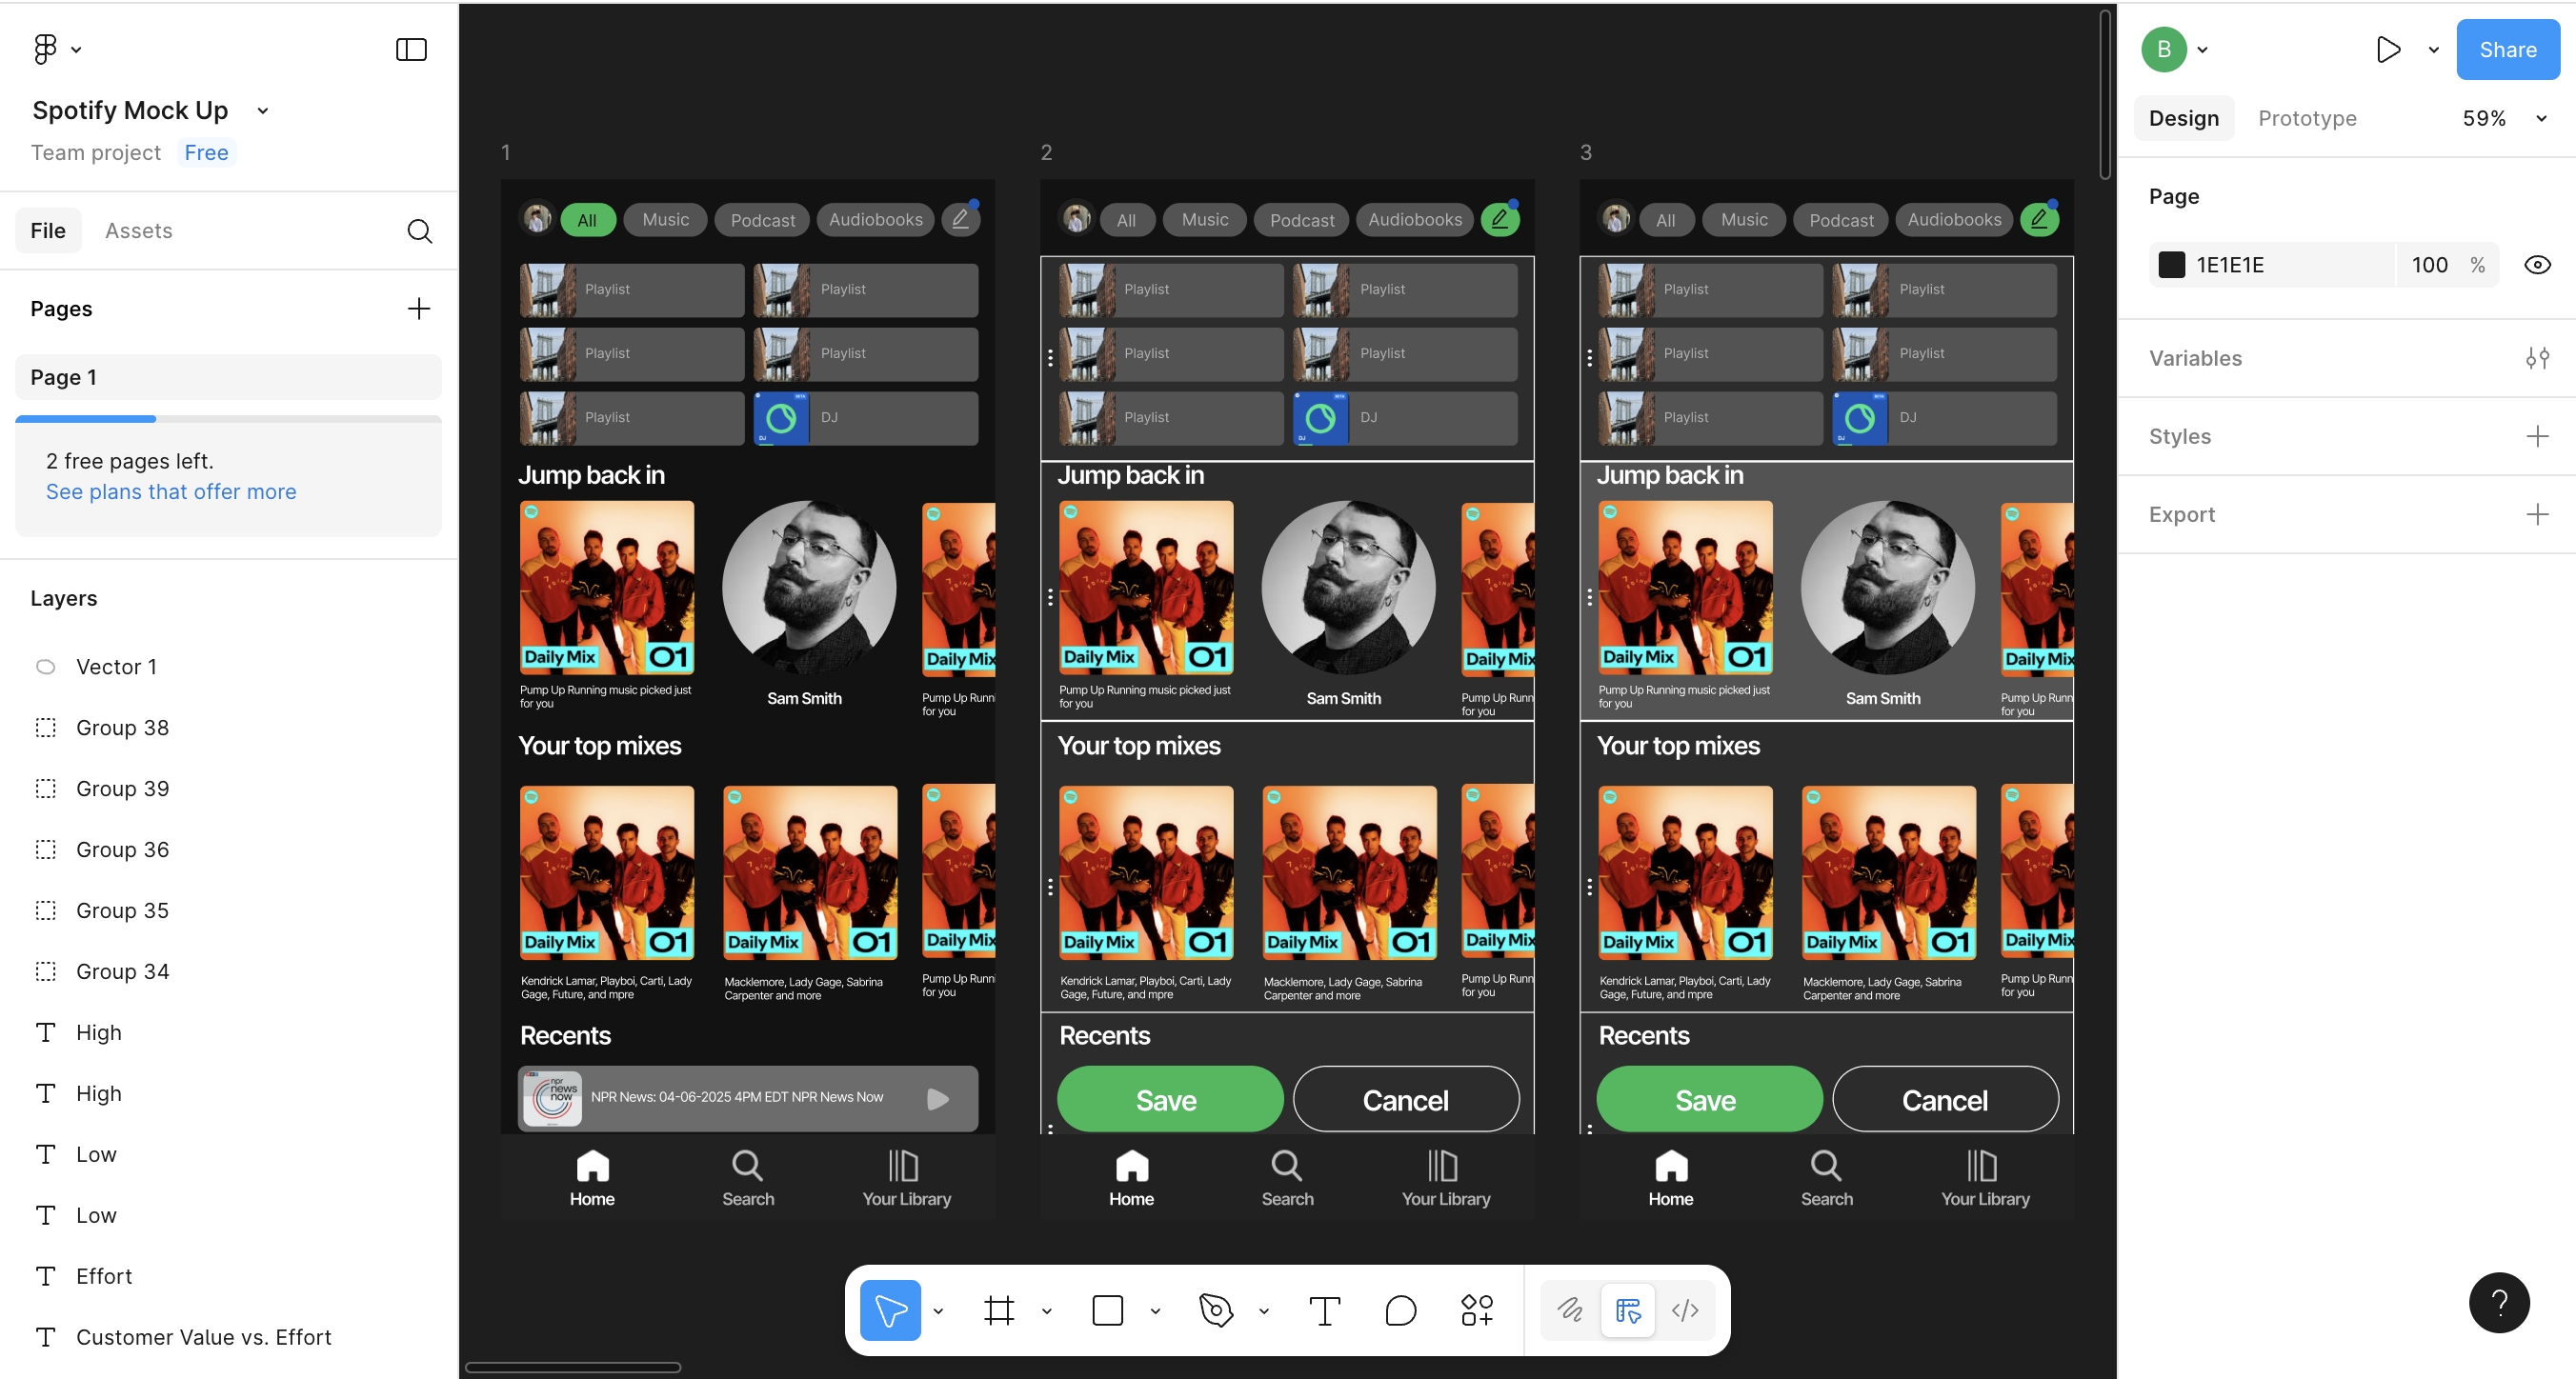 Spotify Mock Up
Team project Free
File Assets
Pages
Page 1
2 free pages left.
See plans that offer more
Layers
Vector 1
Group 38
Group 39
Group 36
Group 35
Group 34
High
High
Low
Low
Effort
Customer Value vs. Effort
1
All Music Podcast Audiobooks
Playlist Playlist
Playlist Playlist
Playlist DJ
Jump back in
Daily Mix 01 Daily Mix
Pump Up Running music picked just
for you
Sam Smith
Pump Up Runn
for you
Your top mixes
Daily Mix 01 Daily Mix 01 Daily Mix
Kendrick Lamar, Playboi, Carti, Lady
Gage, Future, and mpre
Macklemore, Lady Gage, Sabrina
Carpenter and more
Pump Up Runn
for you
Recents
npr
news
now
NPR News: 04-06-2025 4PM EDT NPR News Now
Home Search Your Library
2
All Music Podcast Audiobooks
Playlist Playlist
Playlist Playlist
Playlist DJ
Jump back in
Daily Mix 01 Daily Mix
Pump Up Running music picked just
for you
Sam Smith
Pump Up Runn
for you
Your top mixes
Daily Mix 01 Daily Mix 01 Daily Mix
Kendrick Lamar, Playboi, Carti, Lady
Gage, Future, and mpre
Macklemore, Lady Gage, Sabrina
Carpenter and more
Pump Up Runn
for you
Recents
Save Cancel
Home Search Your Library
3
All Music Podcast Audiobooks
Playlist Playlist
Playlist Playlist
Playlist DJ
Jump back in
Daily Mix 01 Daily Mix
Pump Up Running music picked just
for you
Sam Smith
Pump Up Runn
for you
Your top mixes
Daily Mix 01 Daily Mix 01 Daily Mix
Kendrick Lamar, Playboi, Carti, Lady
Gage, Future, and mpre
Macklemore, Lady Gage, Sabrina
Carpenter and more
Pump Up Runn
for you
Recents
Save Cancel
Home Search Your Library
B Share
Design Prototype 59%
Page
1E1E1E 100 %
Variables
Styles
Export
?